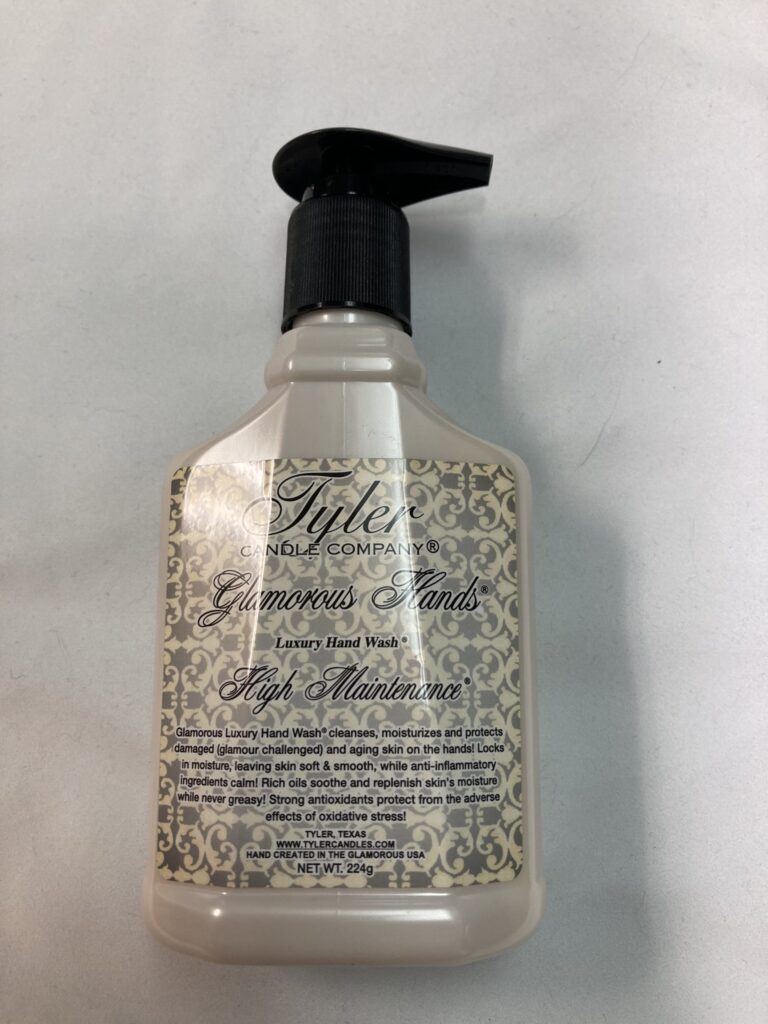 Tyler
CANDLE COMPANY®
Glamorous Hands®
Luxury Hand Wash®
High Maintenance®
Glamorous Luxury Hand Wash® cleanses, moisturizes and protects
damaged (glamour challenged) and aging skin on the hands! Locks
in moisture, leaving skin soft & smooth, while anti-inflammatory
ingredients calm! Rich oils soothe and replenish skin's moisture
while never greasy! Strong antioxidants protect from the adverse
effects of oxidative stress!
TYLER, TEXAS
WWW.TYLERCANDLES.COM
HAND CREATED IN THE GLAMOROUS USA
NET WT. 224g